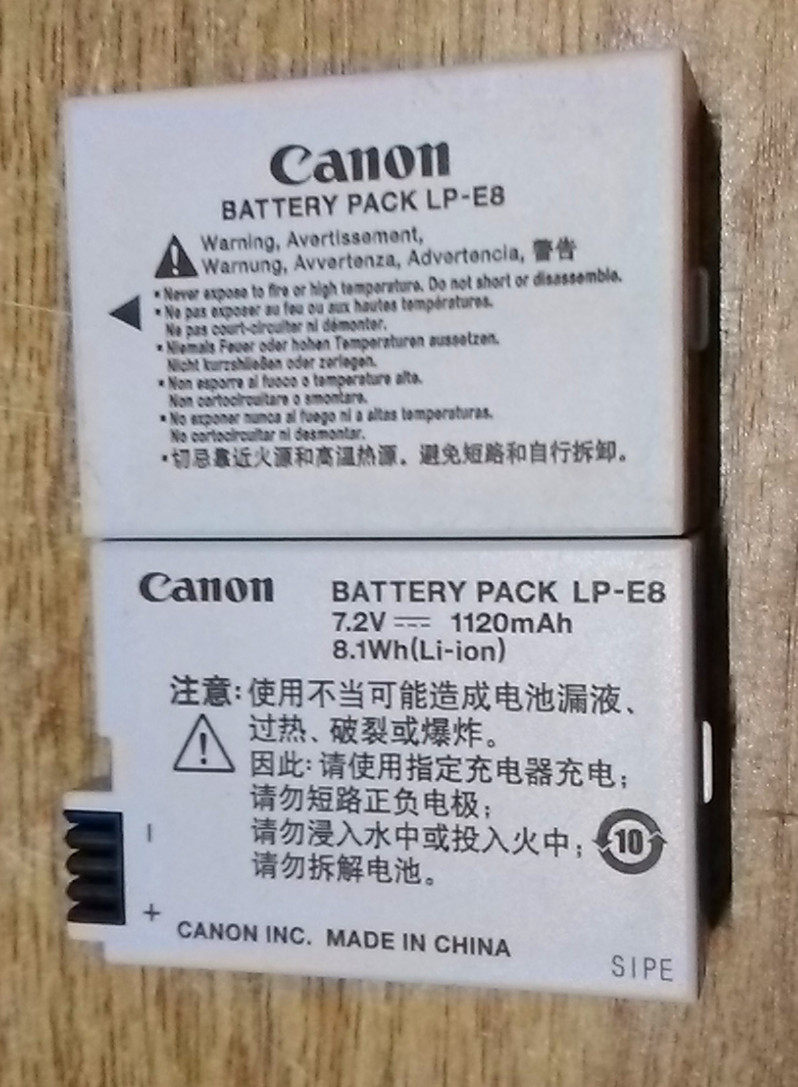 Canon
BATTERY PACK LP-E8
Warning, Avertissement,
Warnung, Avvertenza, Advertencia, 警告
• Never expose to fire or high temperature. Do not short or disassemble.
• Ne pas exposer au feu ou aux hautes températures.
Ne pas court-circuiter ni démonter.
• Niemals Feuer oder hohen Temperaturen aussetzen.
Nicht kurzshließen oder zerlegen.
• Non esporre al fuoco o temperature alte.
Non cortocircuitare o smontare.
• No exponer nunca al fuego ni a altas temperaturas.
No cortocircuitar ni desmontar.
• 切忌靠近火源和高温热源。避免短路和自行拆卸。
Canon BATTERY PACK LP-E8
7.2V ⎓ 1120mAh
8.1Wh(Li-ion)
注意:使用不当可能造成电池漏液、
过热、破裂或爆炸。
因此:请使用指定充电器充电;
请勿短路正负电极;
请勿浸入水中或投入火中;
请勿拆解电池。
10
−
+
CANON INC. MADE IN CHINA
SIPE